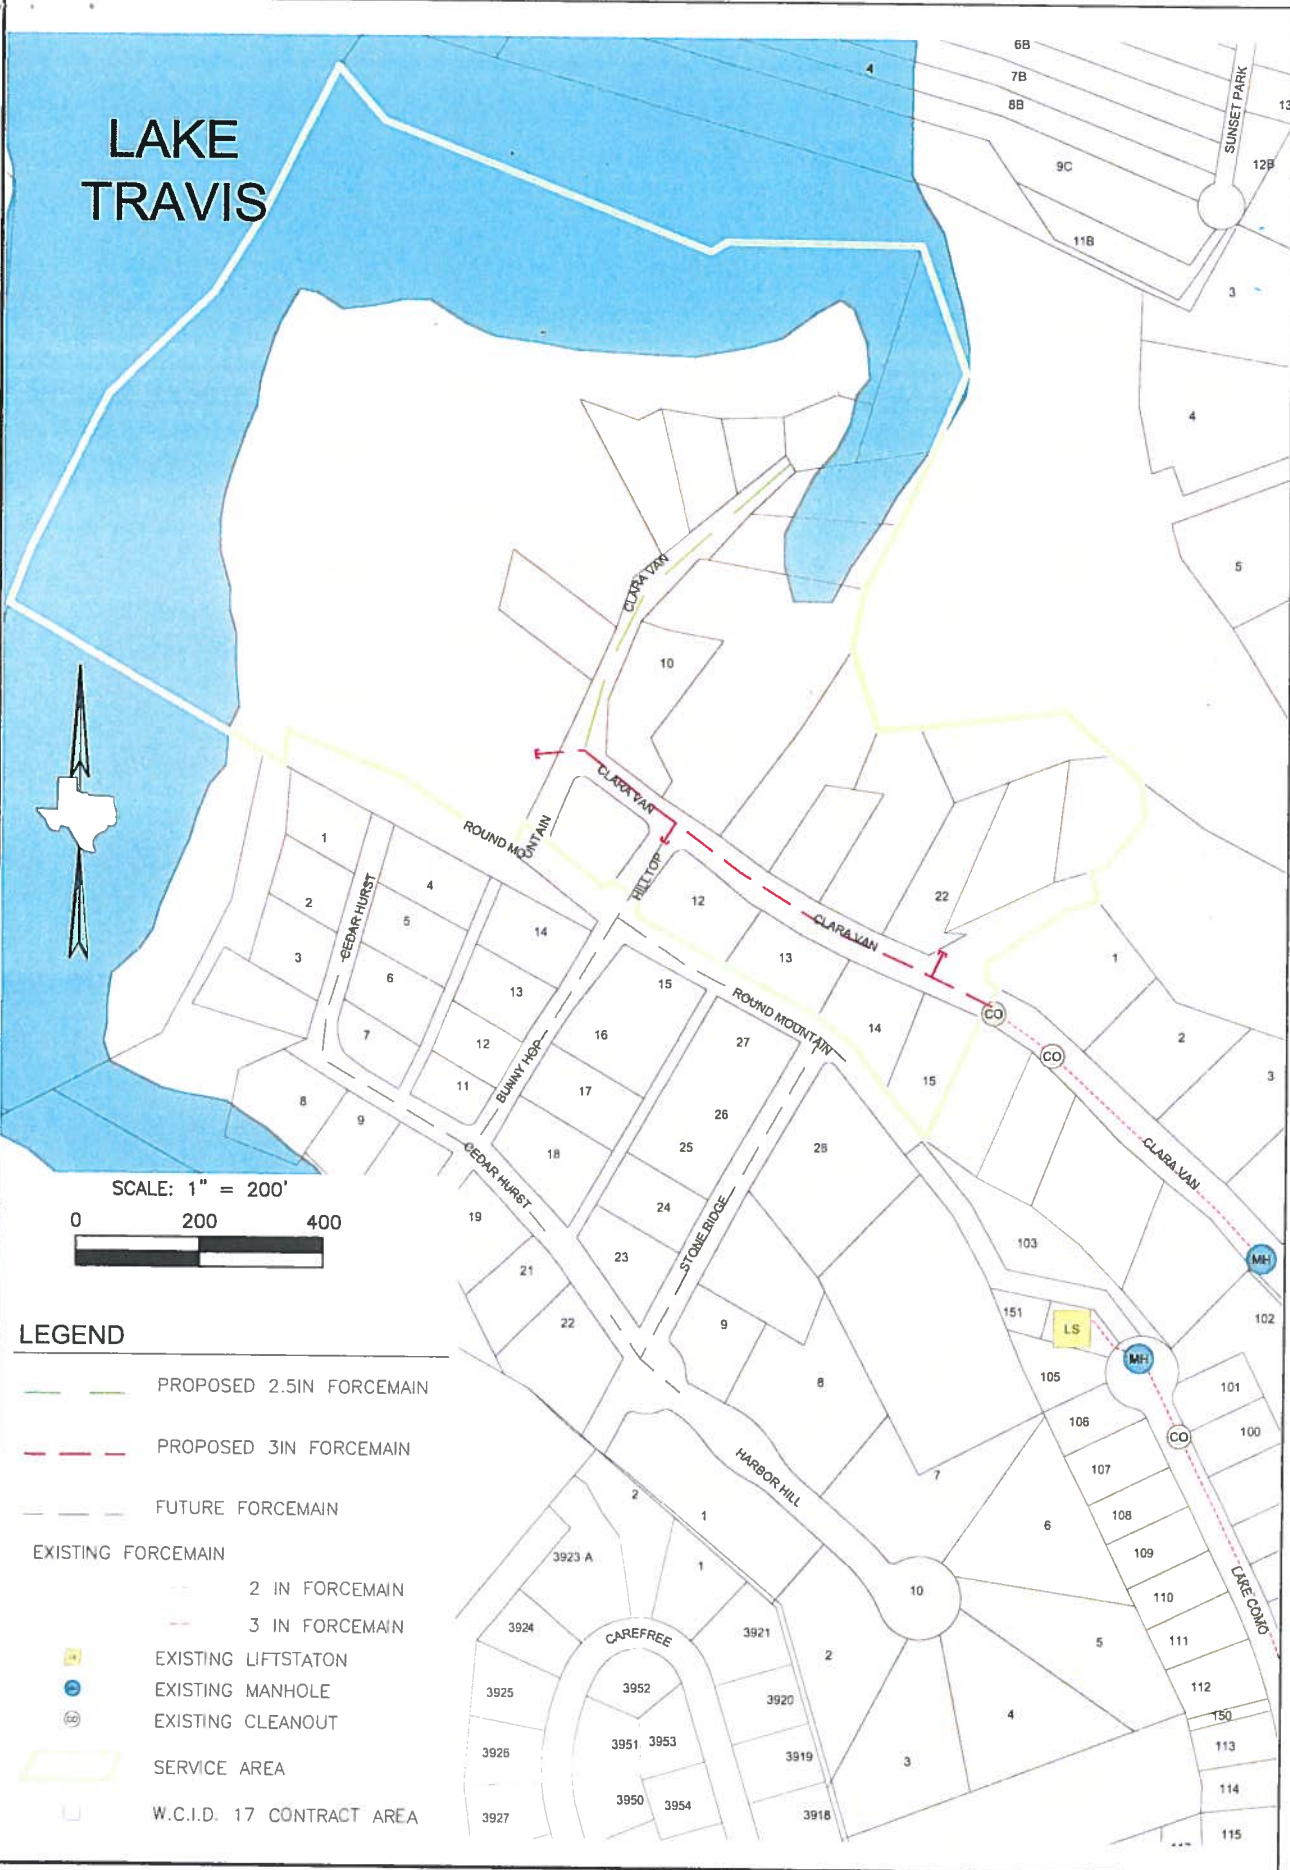 LAKE
TRAVIS
4
6B
7B
8B
9C
11B
SUNSET PARK
13
12B
3
4
5
CLARA VAN
10
CLARA VAN
ROUND MOUNTAIN
HILLTOP
12
CLARA VAN
22
13
14
15
CO
CO
1
2
3
CLARA VAN
MH
102
1
2
3
CEDAR HURST
4
5
6
7
14
13
12
11
BUNNY HOP
15
16
17
18
ROUND MOUNTAIN
27
26
25
24
23
28
STONE RIDGE
8
9
CEDAR HURST
19
21
22
9
8
7
6
103
151
LS
MH
105
106
107
108
109
110
111
112
150
113
114
115
101
100
CO
LAKE COMO
HARBOR HILL
10
5
4
3
2
1
2
1
3923 A
3924
3925
3926
3927
CAREFREE
3952
3951
3953
3950
3954
3921
3920
3919
3918
SCALE: 1" = 200'
0 200 400
LEGEND
PROPOSED 2.5IN FORCEMAIN
PROPOSED 3IN FORCEMAIN
FUTURE FORCEMAIN
EXISTING FORCEMAIN
2 IN FORCEMAIN
3 IN FORCEMAIN
EXISTING LIFTSTATON
EXISTING MANHOLE
CO EXISTING CLEANOUT
SERVICE AREA
W.C.I.D. 17 CONTRACT AREA